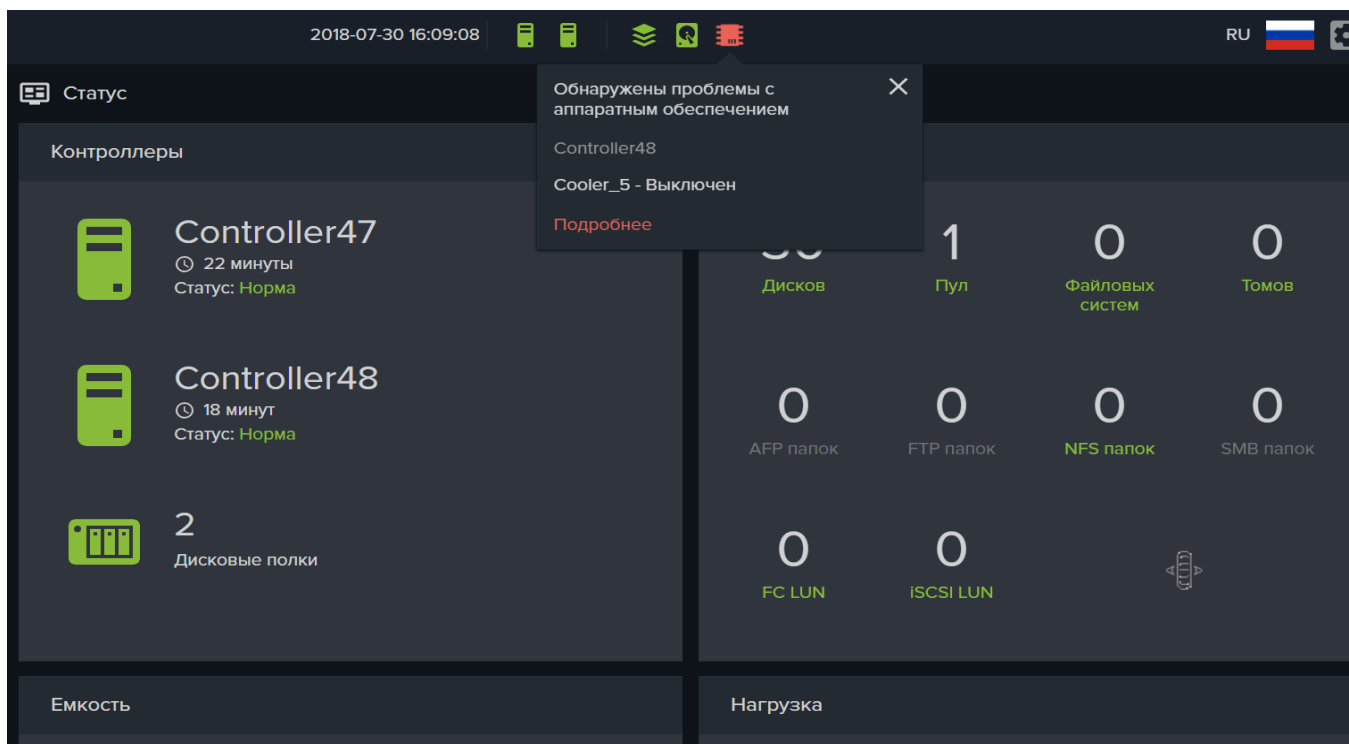 2018-07-30 16:09:08
RU
Статус
Обнаружены проблемы с
аппаратным обеспечением
Controller48
Cooler_5 - Выключен
Подробнее
Контроллеры
Controller47
22 минуты
Статус: Норма
Controller48
18 минут
Статус: Норма
2
Дисковые полки
Дисков
1
Пул
0
Файловых
систем
0
Томов
0
AFP папок
0
FTP папок
0
NFS папок
0
SMB папок
0
FC LUN
0
iSCSI LUN
Емкость
Нагрузка